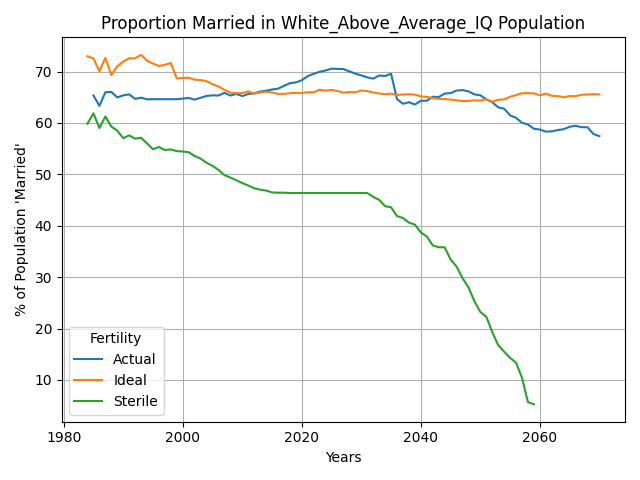 Proportion Married in White_Above_Average_IQ Population
% of Population 'Married'
70
60
50
40
30
20
10
Fertility
Actual
Ideal
Sterile
1980 2000 2020 2040 2060
Years